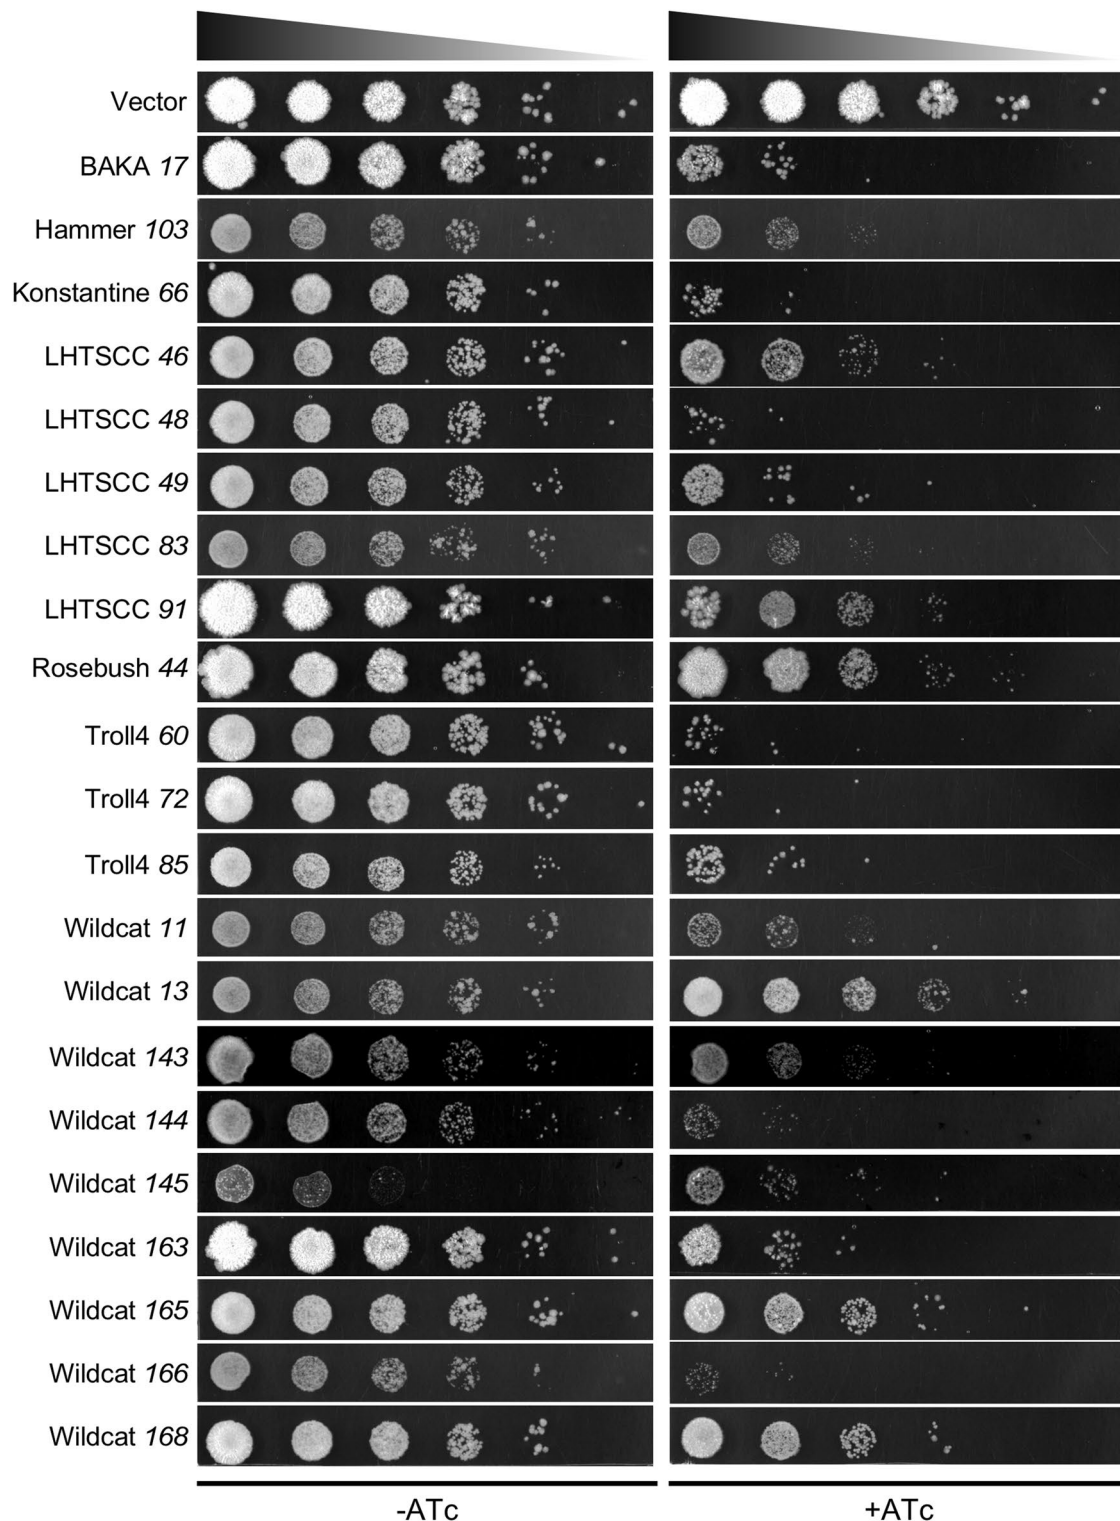 Vector
BAKA 17
Hammer 103
Konstantine 66
LHTSCC 46
LHTSCC 48
LHTSCC 49
LHTSCC 83
LHTSCC 91
Rosebush 44
Troll4 60
Troll4 72
Troll4 85
Wildcat 11
Wildcat 13
Wildcat 143
Wildcat 144
Wildcat 145
Wildcat 163
Wildcat 165
Wildcat 166
Wildcat 168
-ATc +ATc